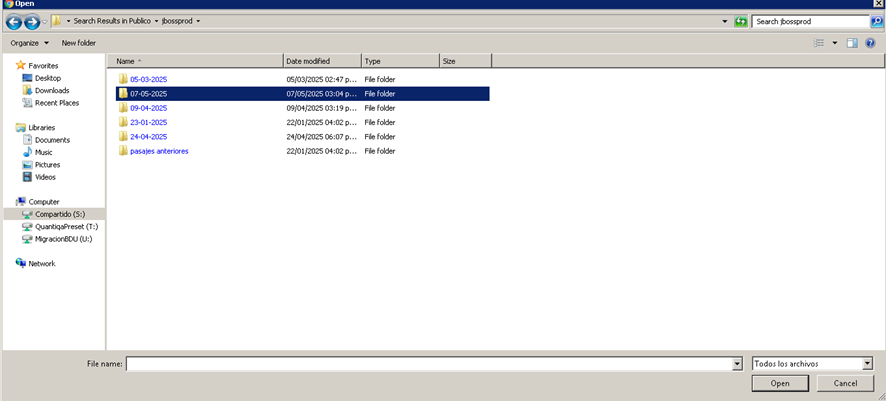 Open
Search Results in Publico
jbossprod
Search jbossprod
Organize
New folder
Name
Date modified
Type
Size
Favorites
Desktop
Downloads
Recent Places
Libraries
Documents
Music
Pictures
Videos
Computer
Compartido (S:)
QuantiqaPreset (T:)
MigracionBDU (U:)
Network
05-03-2025 05/03/2025 02:47 p... File folder
07-05-2025 07/05/2025 03:04 p... File folder
09-04-2025 09/04/2025 03:19 p... File folder
23-01-2025 22/01/2025 04:02 p... File folder
24-04-2025 24/04/2025 06:07 p... File folder
pasajes anteriores 22/01/2025 04:02 p... File folder
File name:
Todos los archivos
Open
Cancel